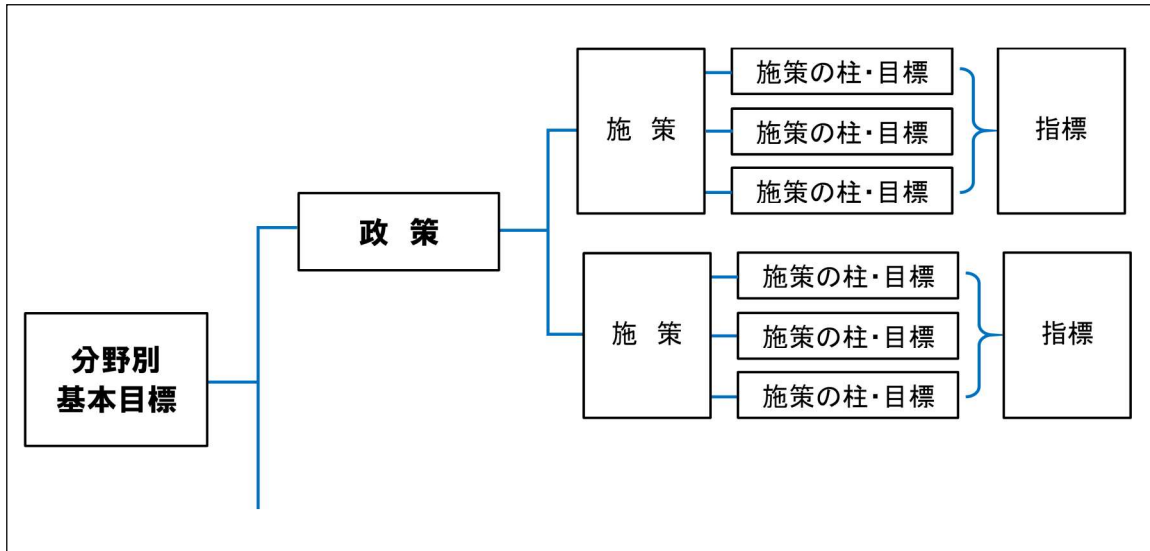 施策の柱・目標
施策の柱・目標
施策の柱・目標
施 策
指標
政 策
施策の柱・目標
施策の柱・目標
施策の柱・目標
施 策
指標
分野別
基本目標